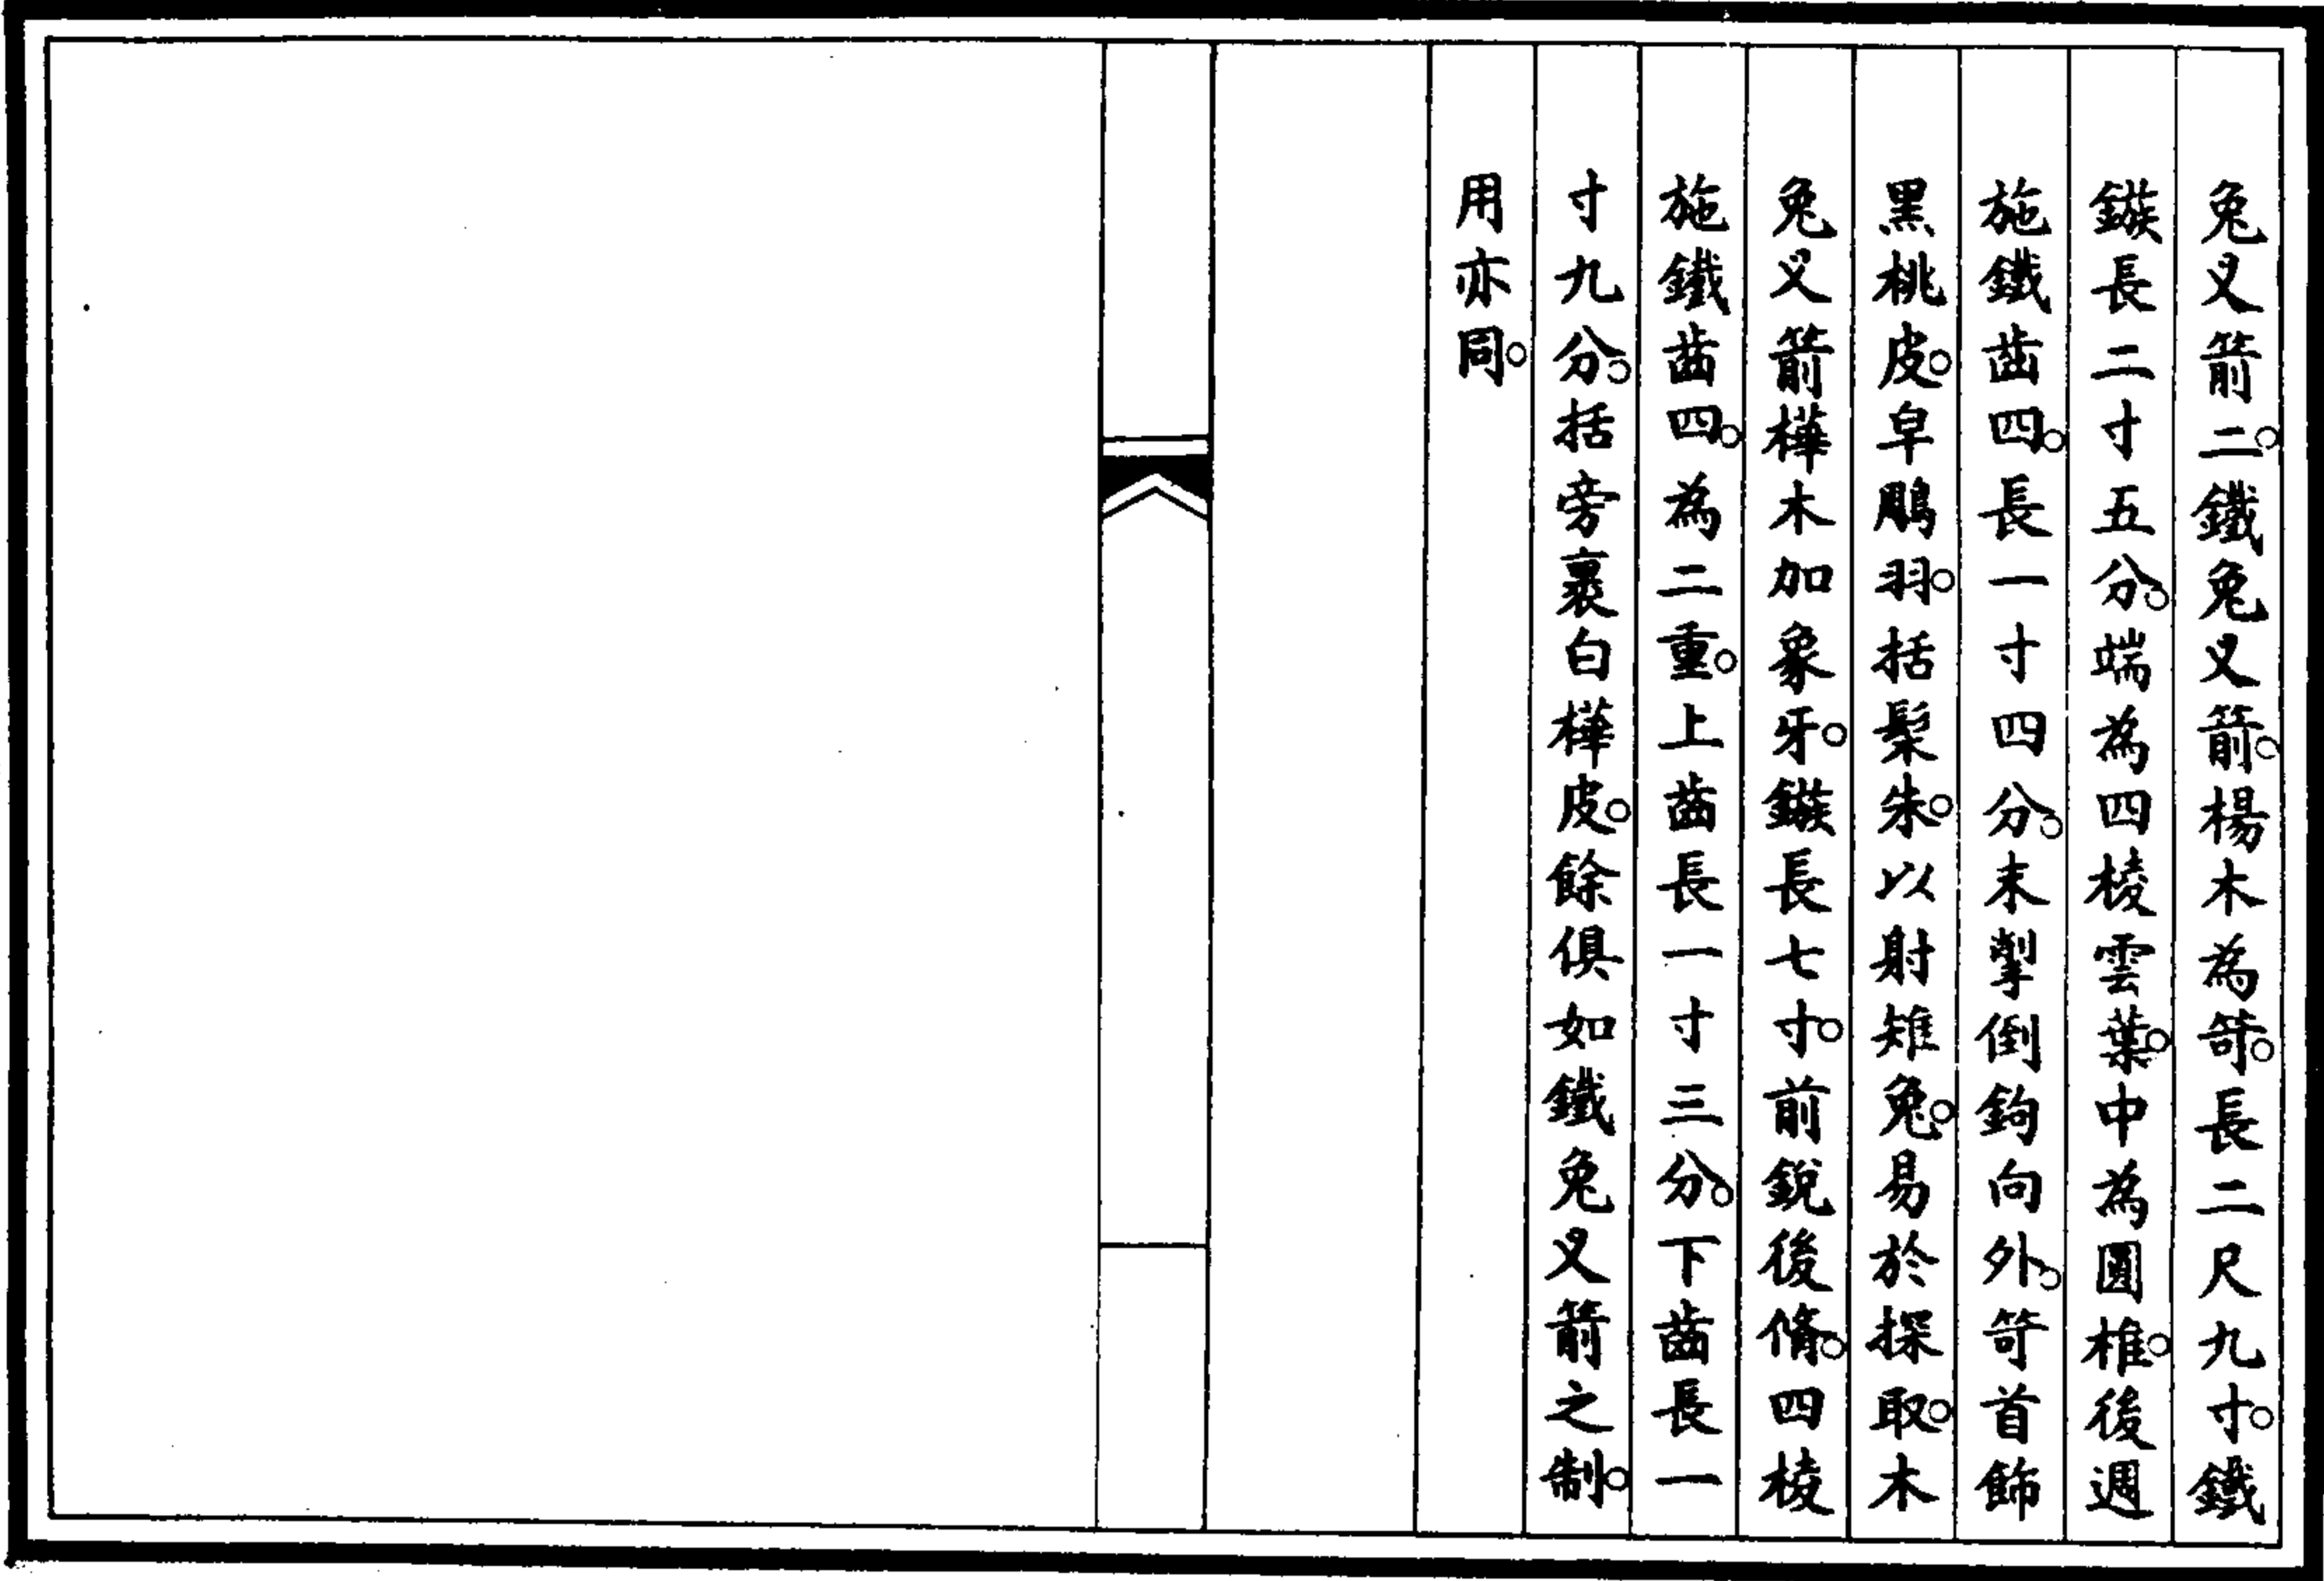 兔叉箭二。鐵兔叉箭。楊木為笴。長二尺九寸。鐵
鏃長二寸五分。端為四棱雲葉。中為圓椎。後週
施鐵齒四。長一寸四分。末掣倒鉤向外。笴首飾
黑桃皮。皁鵰羽。括髹朱。以射雉兔。易於探取。木
兔叉箭樺木加象牙。鏃長七寸。前銳後脩。四棱
施鐵齒四。為二重。上齒長一寸三分。下齒長一
寸九分。括旁裹白樺皮。餘俱如鐵兔叉箭之制。
用亦同。